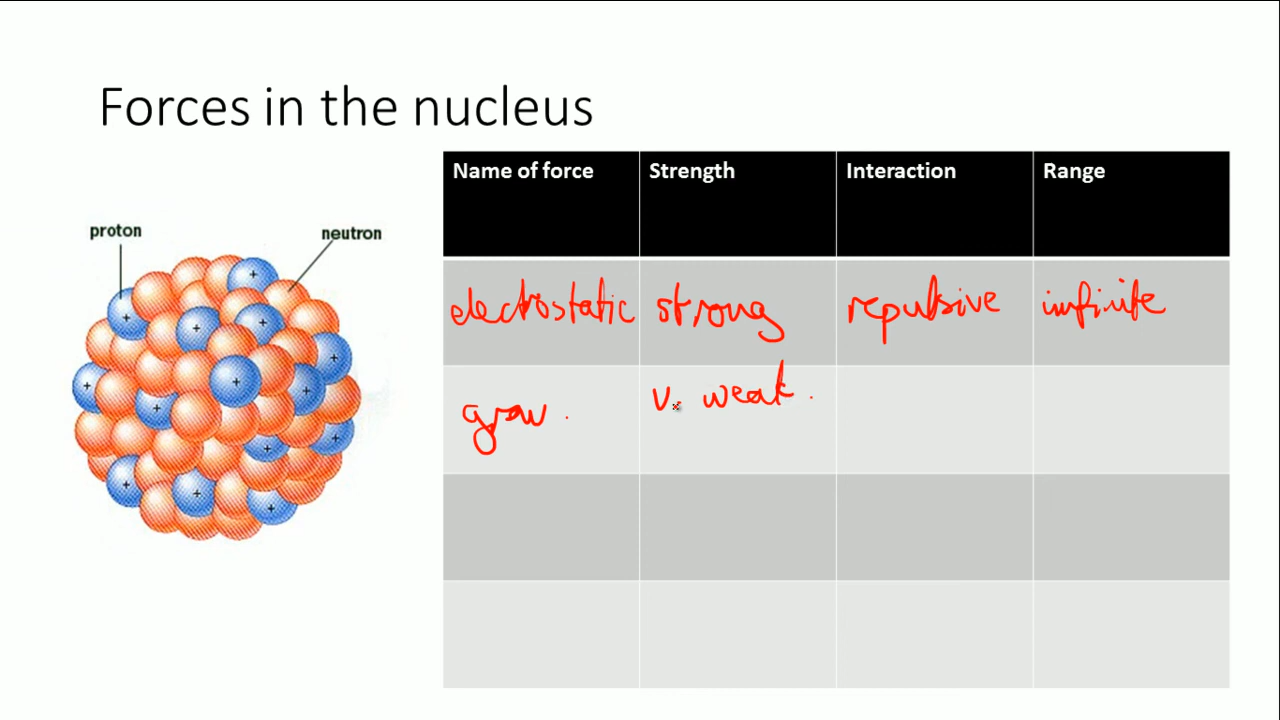 Forces in the nucleus
Name of force Strength Interaction Range
proton
neutron
electrostatic strong repulsive infinite
grav. v. weak.
+
+
+
+
+
+
+
+
+
+
+
+
+